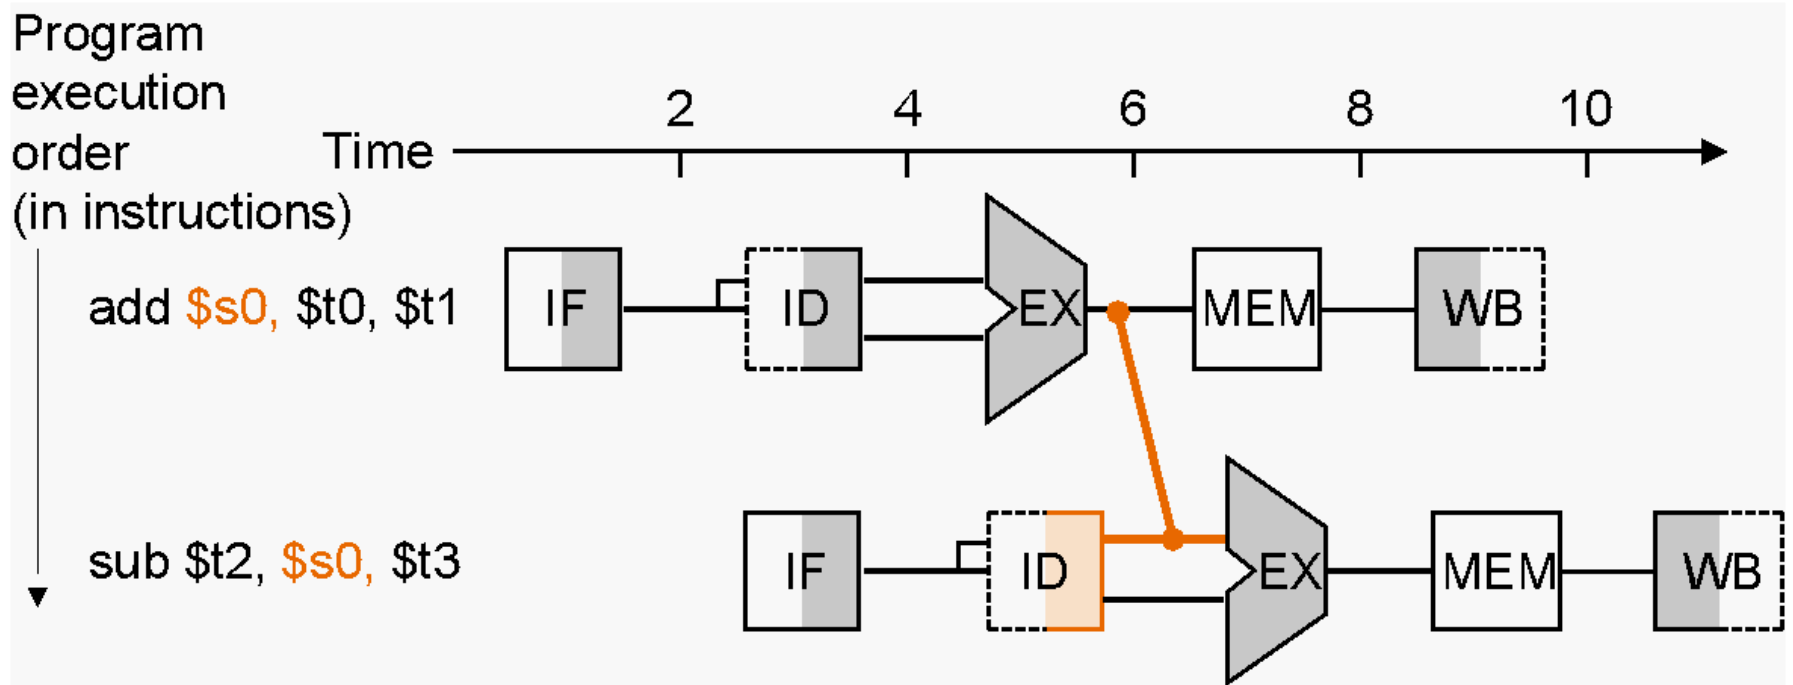 Program
execution
order
(in instructions)
Time
2 4 6 8 10
add $s0, $t0, $t1
IF ID EX MEM WB
sub $t2, $s0, $t3
IF ID EX MEM WB